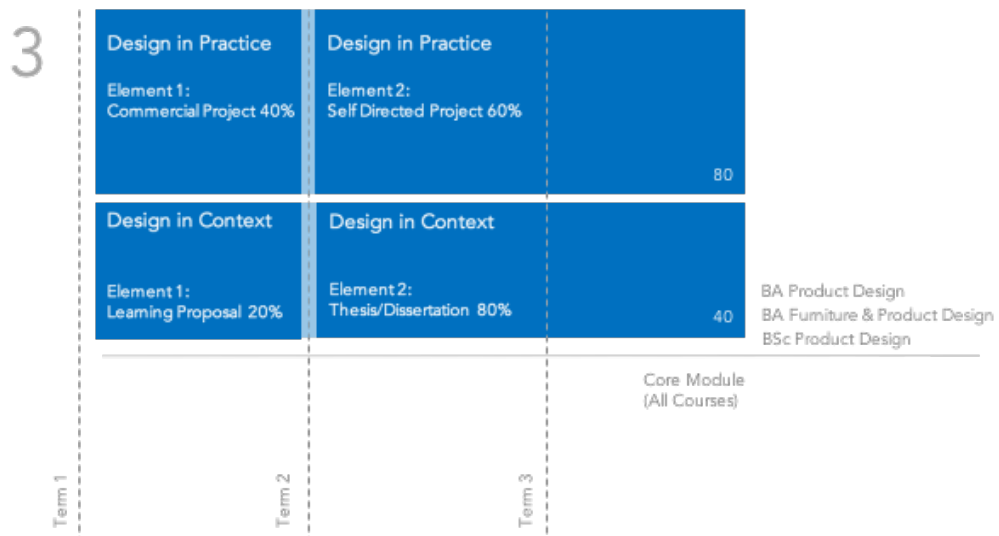 3
Design in Practice
Element 1:
Commercial Project 40%
Design in Practice
Element 2:
Self Directed Project 60%
80
Design in Context
Element 1:
Learning Proposal 20%
Design in Context
Element 2:
Thesis/Dissertation 80%
40
BA Product Design
BA Furniture & Product Design
BSc Product Design
Core Module
(All Courses)
Term 1
Term 2
Term 3